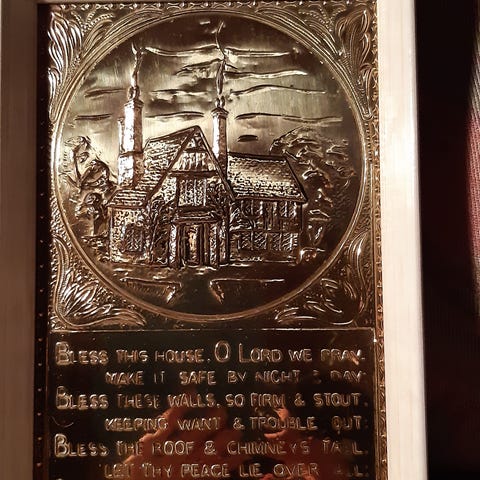 BLESS THIS HOUSE, O LORD WE PRAY.
MAKE IT SAFE BY NIGHT & DAY
BLESS THESE WALLS, SO FIRM & STOUT,
KEEPING WANT & TROUBLE OUT:
BLESS THE ROOF & CHIMNEYS TALL
LET THY PEACE LIE OVER ALL: